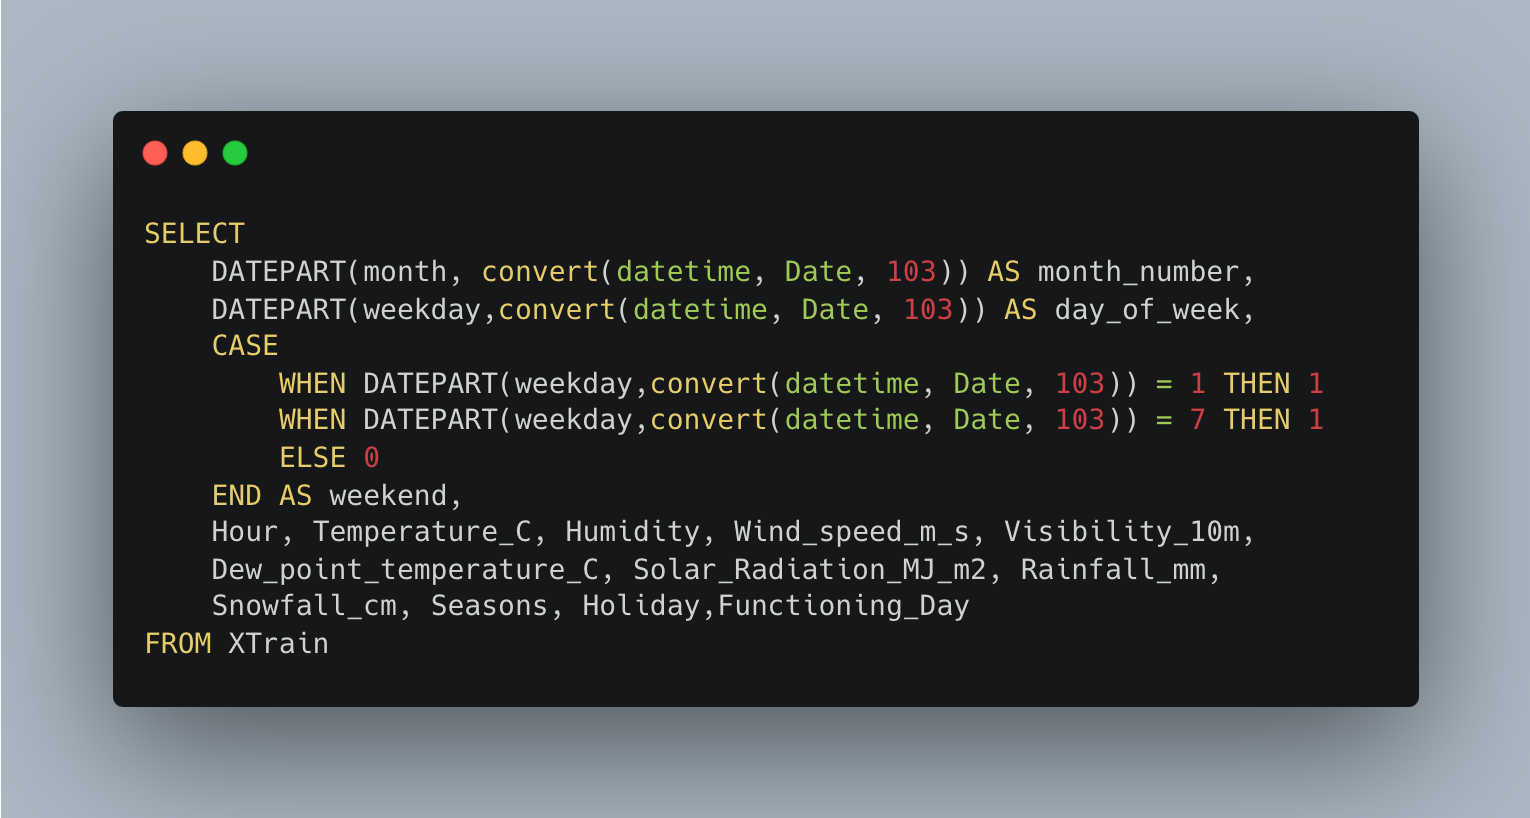 SELECT
    DATEPART(month, convert(datetime, Date, 103)) AS month_number,
    DATEPART(weekday,convert(datetime, Date, 103)) AS day_of_week,
    CASE
        WHEN DATEPART(weekday,convert(datetime, Date, 103)) = 1 THEN 1
        WHEN DATEPART(weekday,convert(datetime, Date, 103)) = 7 THEN 1
        ELSE 0
    END AS weekend,
    Hour, Temperature_C, Humidity, Wind_speed_m_s, Visibility_10m,
    Dew_point_temperature_C, Solar_Radiation_MJ_m2, Rainfall_mm,
    Snowfall_cm, Seasons, Holiday,Functioning_Day
FROM XTrain